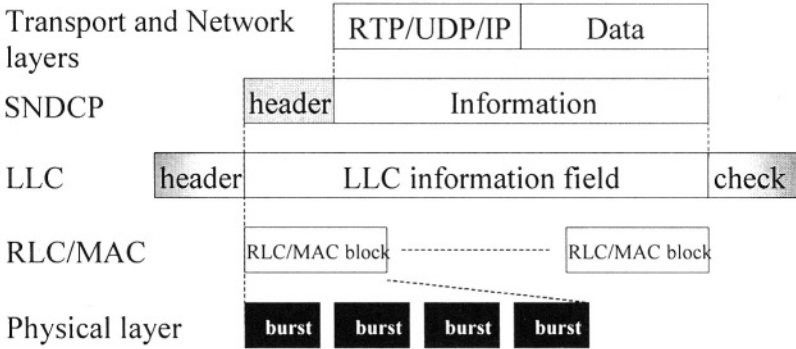 Transport and Network RTP/UDP/IP Data
layers
SNDCP header Information
LLC header LLC information field check
RLC/MAC RLC/MAC block RLC/MAC block
Physical layer burst burst burst burst